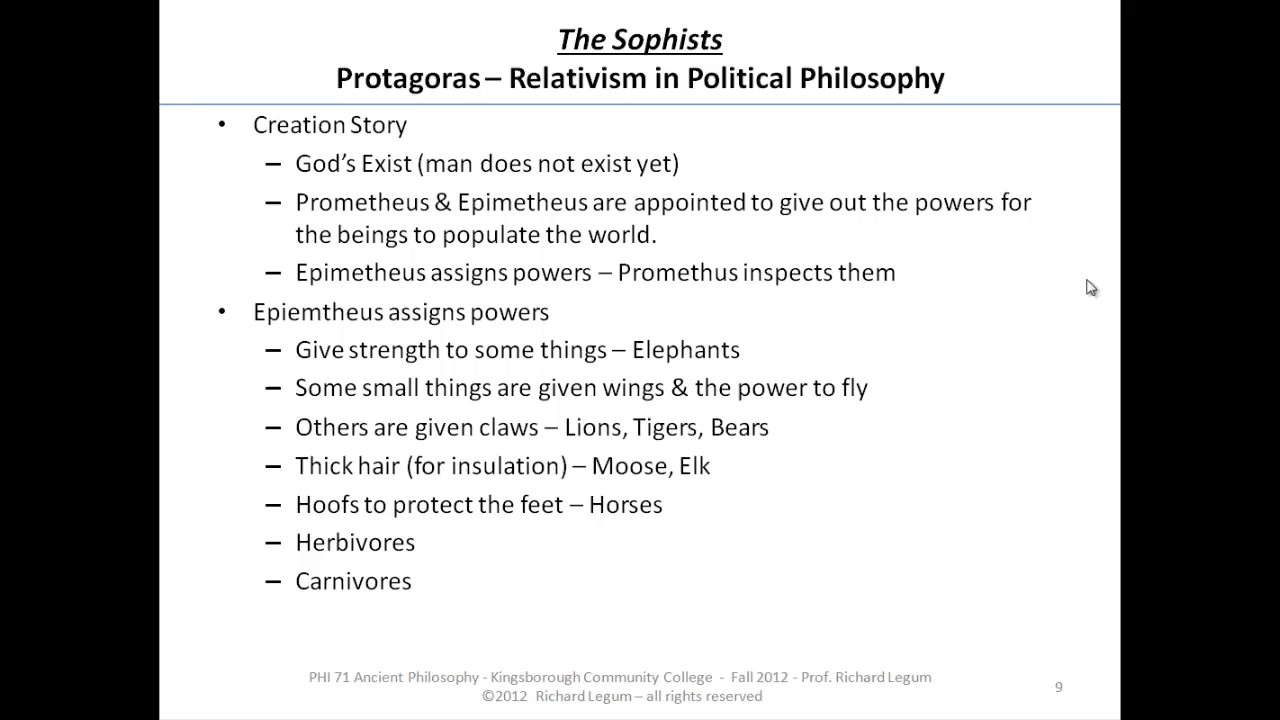 The Sophists
Protagoras – Relativism in Political Philosophy
• Creation Story
– God's Exist (man does not exist yet)
– Prometheus & Epimetheus are appointed to give out the powers for
the beings to populate the world.
– Epimetheus assigns powers – Promethus inspects them
• Epiemtheus assigns powers
– Give strength to some things – Elephants
– Some small things are given wings & the power to fly
– Others are given claws – Lions, Tigers, Bears
– Thick hair (for insulation) – Moose, Elk
– Hoofs to protect the feet – Horses
– Herbivores
– Carnivores
PHI 71 Ancient Philosophy - Kingsborough Community College - Fall 2012 - Prof. Richard Legum
©2012 Richard Legum – all rights reserved
9